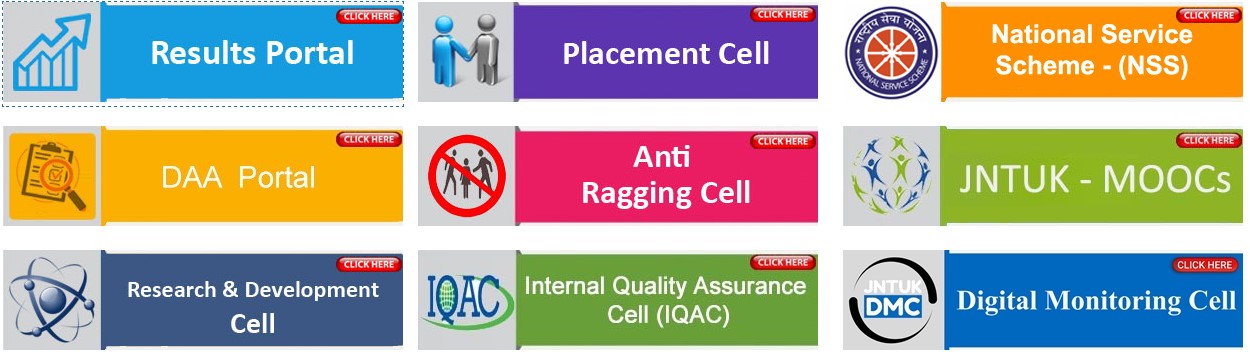 CLICK HERE
Results Portal
CLICK HERE
Placement Cell
राष्ट्रीय सेवा योजना
NATIONAL SERVICE SCHEME
CLICK HERE
National Service
Scheme - (NSS)
CLICK HERE
DAA Portal
CLICK HERE
Anti
Ragging Cell
CLICK HERE
JNTUK - MOOCs
CLICK HERE
Research & Development
Cell
IQAC
CLICK HERE
Internal Quality Assurance
Cell (IQAC)
JNTUK
DMC
CLICK HERE
Digital Monitoring Cell